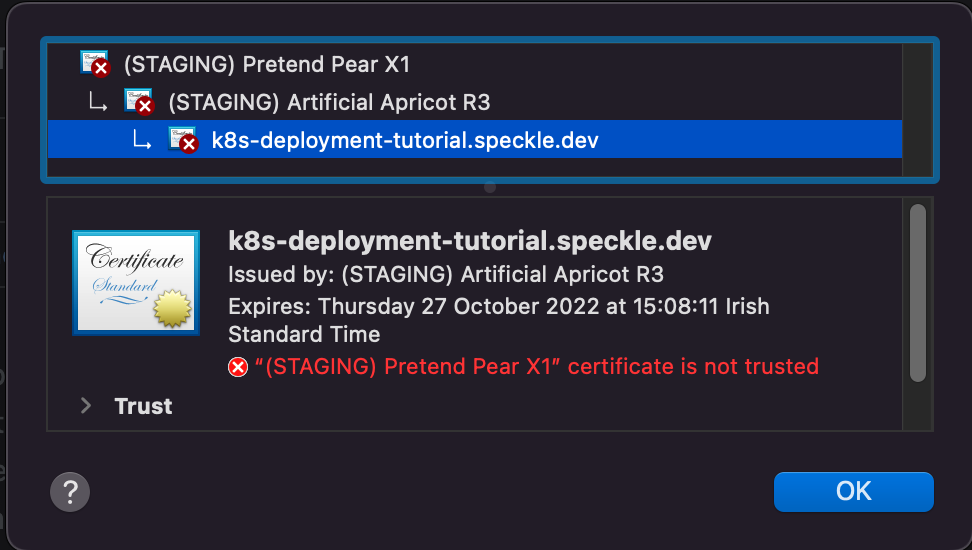 (STAGING) Pretend Pear X1
(STAGING) Artificial Apricot R3
k8s-deployment-tutorial.speckle.dev
Certificate
Standard
k8s-deployment-tutorial.speckle.dev
Issued by: (STAGING) Artificial Apricot R3
Expires: Thursday 27 October 2022 at 15:08:11 Irish
Standard Time
“(STAGING) Pretend Pear X1” certificate is not trusted
Trust
?
OK